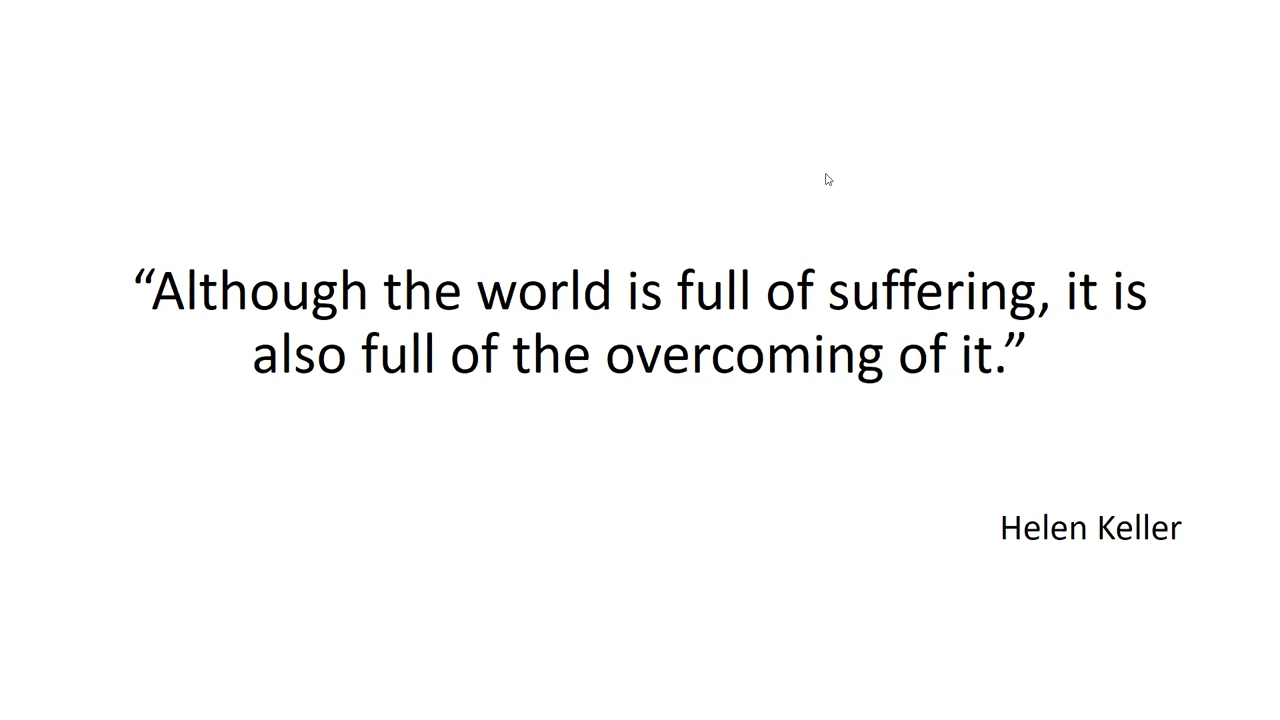 “Although the world is full of suffering, it is
also full of the overcoming of it.”
Helen Keller